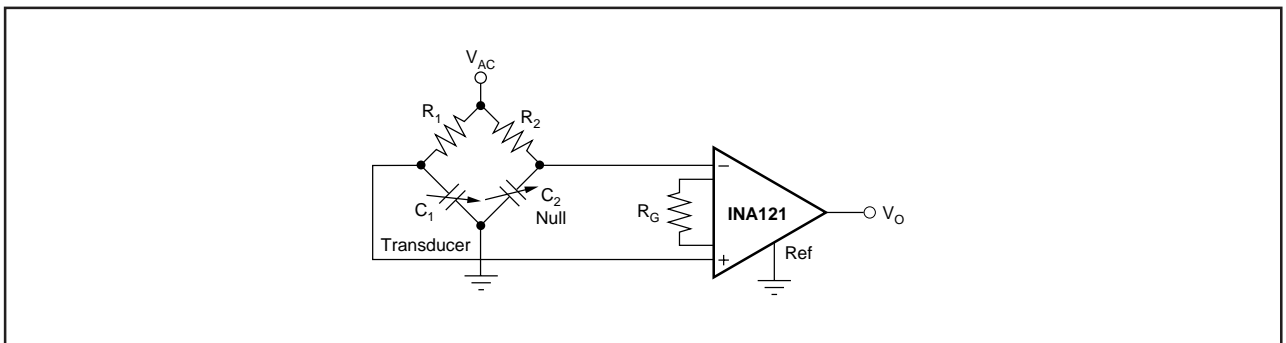 V_AC
R_1
R_2
C_1
C_2
Null
Transducer
R_G
−
+
INA121
Ref
V_O